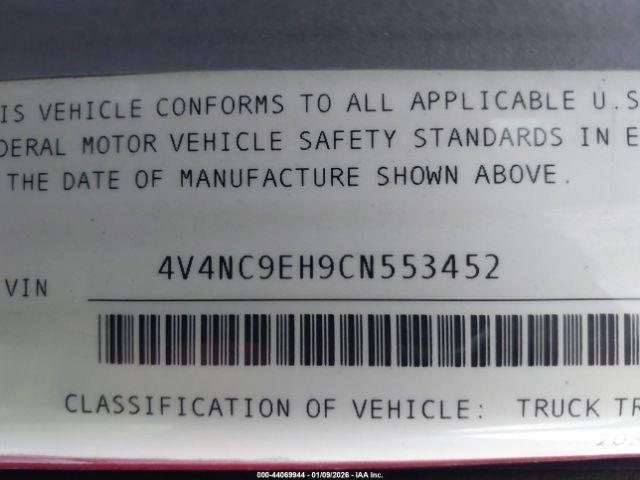 IS VEHICLE CONFORMS TO ALL APPLICABLE U.S
DERAL MOTOR VEHICLE SAFETY STANDARDS IN E
THE DATE OF MANUFACTURE SHOWN ABOVE.
VIN 4V4NC9EH9CN553452
CLASSIFICATION OF VEHICLE: TRUCK TR
000-44069944 - 01/09/2026 - IAA Inc.